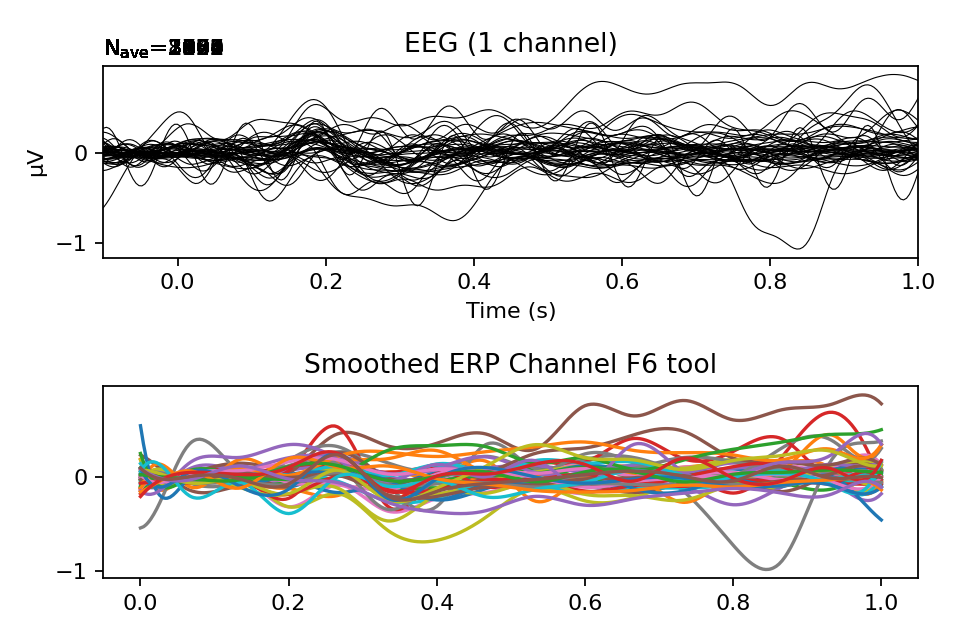 N_ave=
EEG (1 channel)
µV
0
−1
0.0 0.2 0.4 0.6 0.8 1.0
Time (s)
Smoothed ERP Channel F6 tool
0
−1
0.0 0.2 0.4 0.6 0.8 1.0